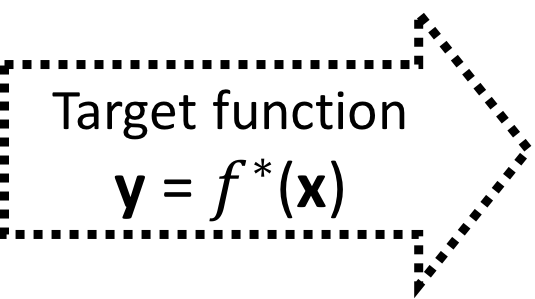 Target function
y = f*(x)